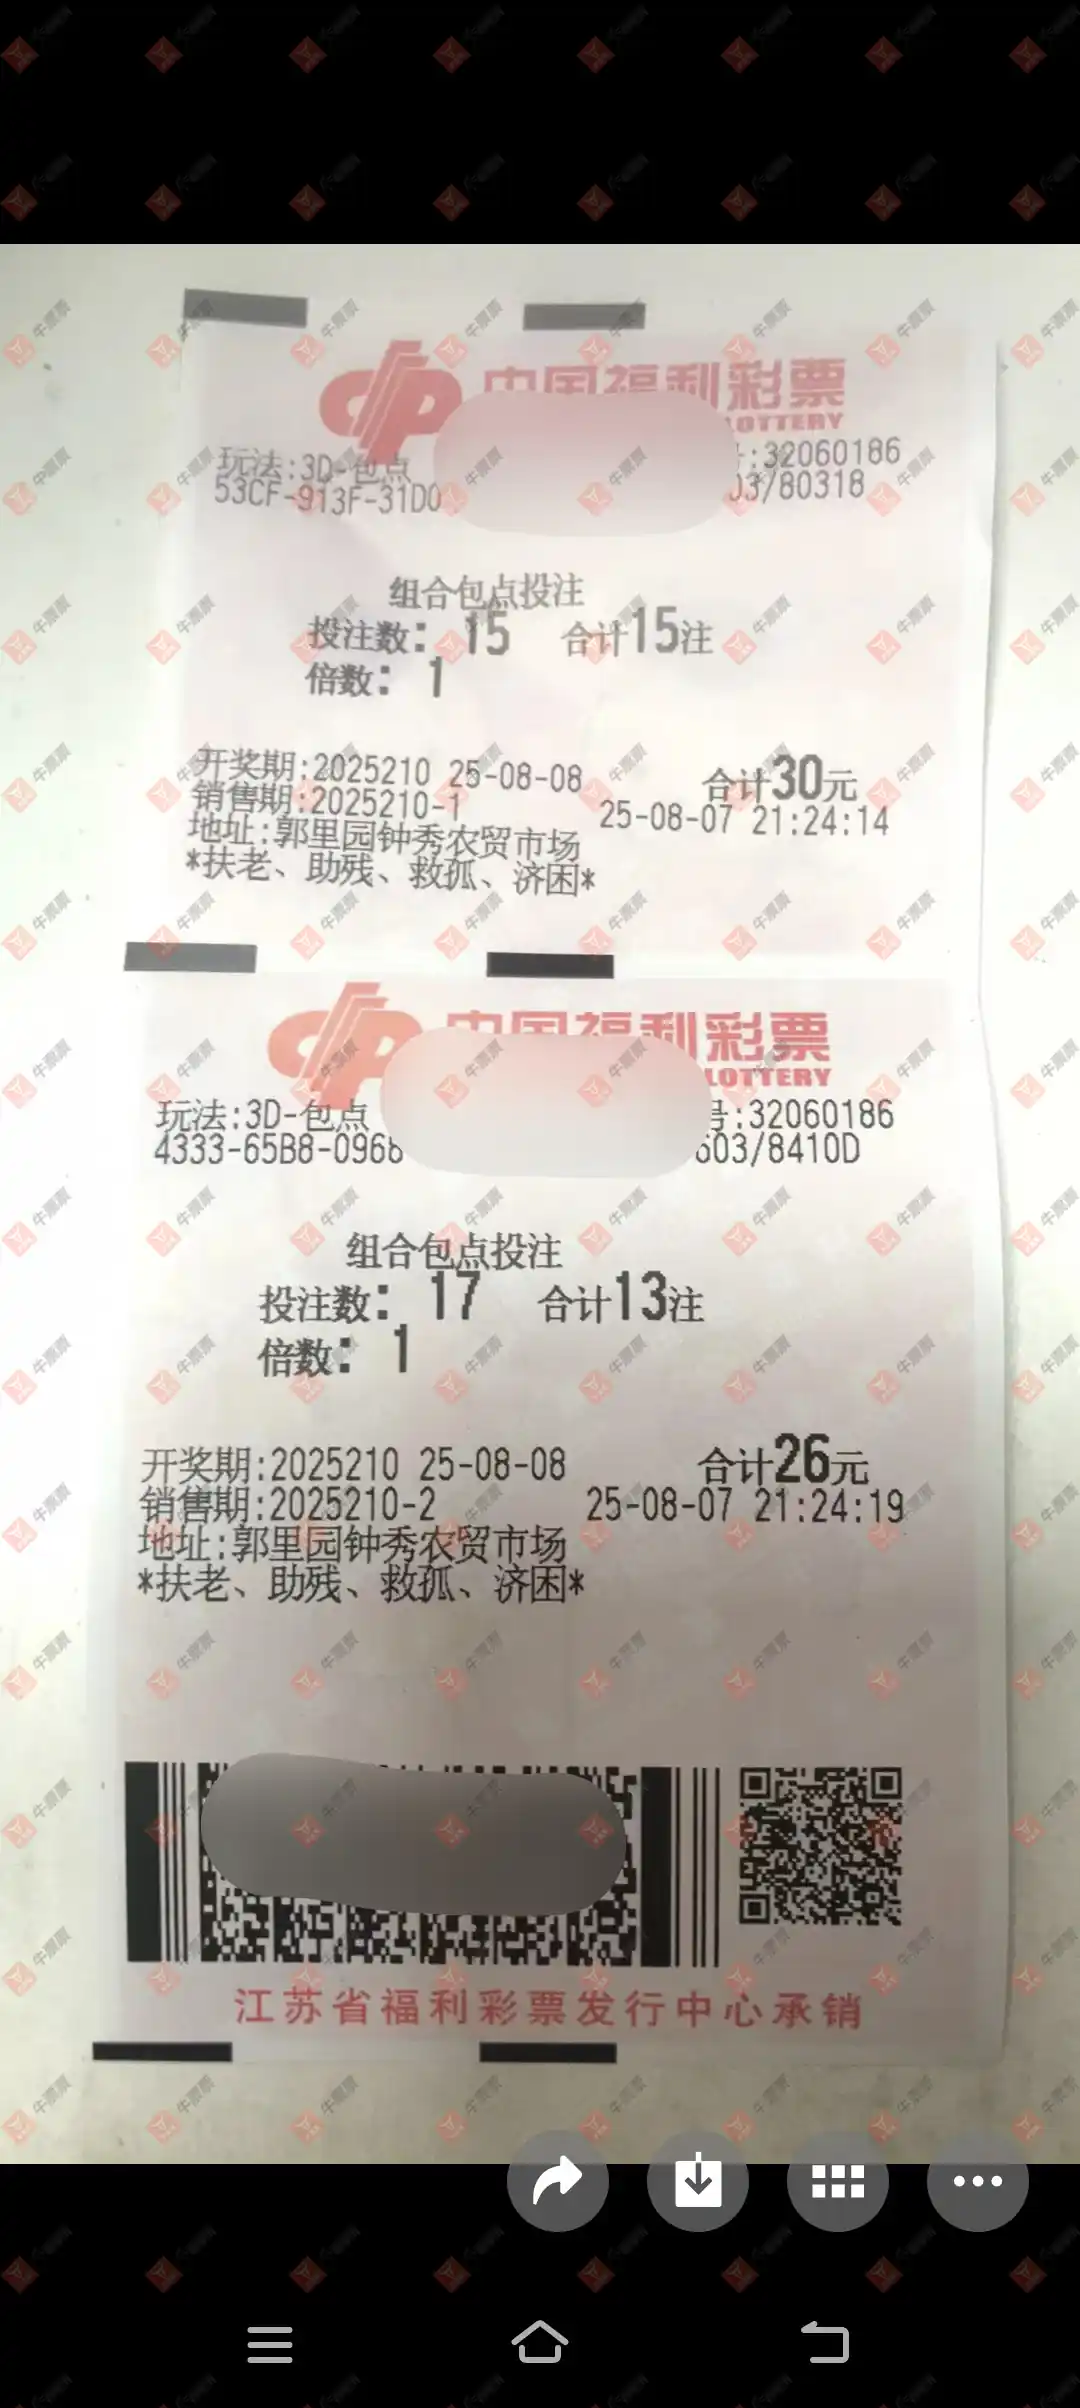 中国福利彩票
LOTTERY
玩法:3D-包点 号:32060186
53CF-913F-31D0 03/80318
组合包点投注
投注数: 15 合计15注
倍数: 1
开奖期:2025210 25-08-08 合计30元
销售期:2025210-1 25-08-07 21:24:14
地址:郭里园钟秀农贸市场
*扶老、助残、救孤、济困*
中国福利彩票
LOTTERY
玩法:3D-包点 号:32060186
4333-65B8-0968 603/8410D
组合包点投注
投注数: 17 合计13注
倍数: 1
开奖期:2025210 25-08-08 合计26元
销售期:2025210-2 25-08-07 21:24:19
地址:郭里园钟秀农贸市场
*扶老、助残、救孤、济困*
江苏省福利彩票发行中心承销
牛票票